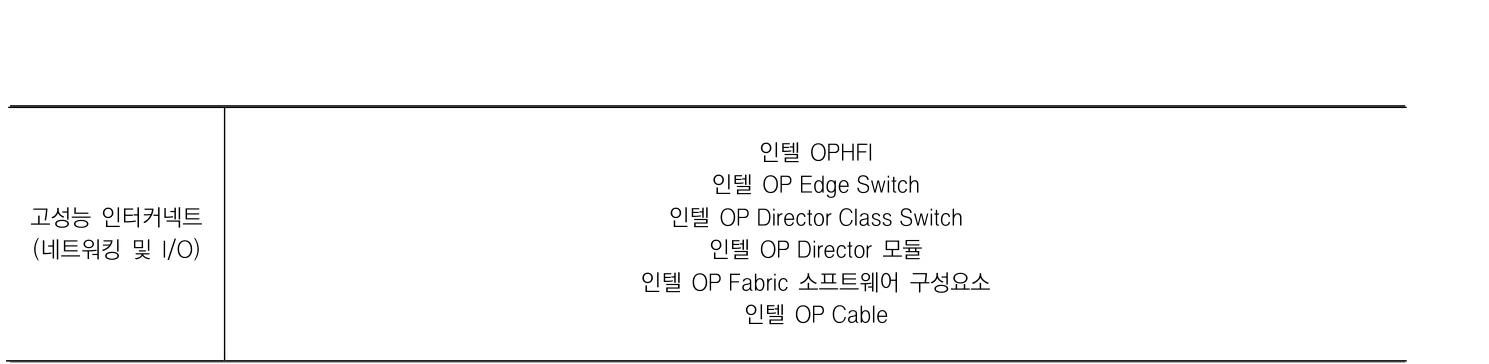 고성능 인터커넥트
(네트워킹 및 I/O)
인텔 OPHFI
인텔 OP Edge Switch
인텔 OP Director Class Switch
인텔 OP Director 모듈
인텔 OP Fabric 소프트웨어 구성요소
인텔 OP Cable